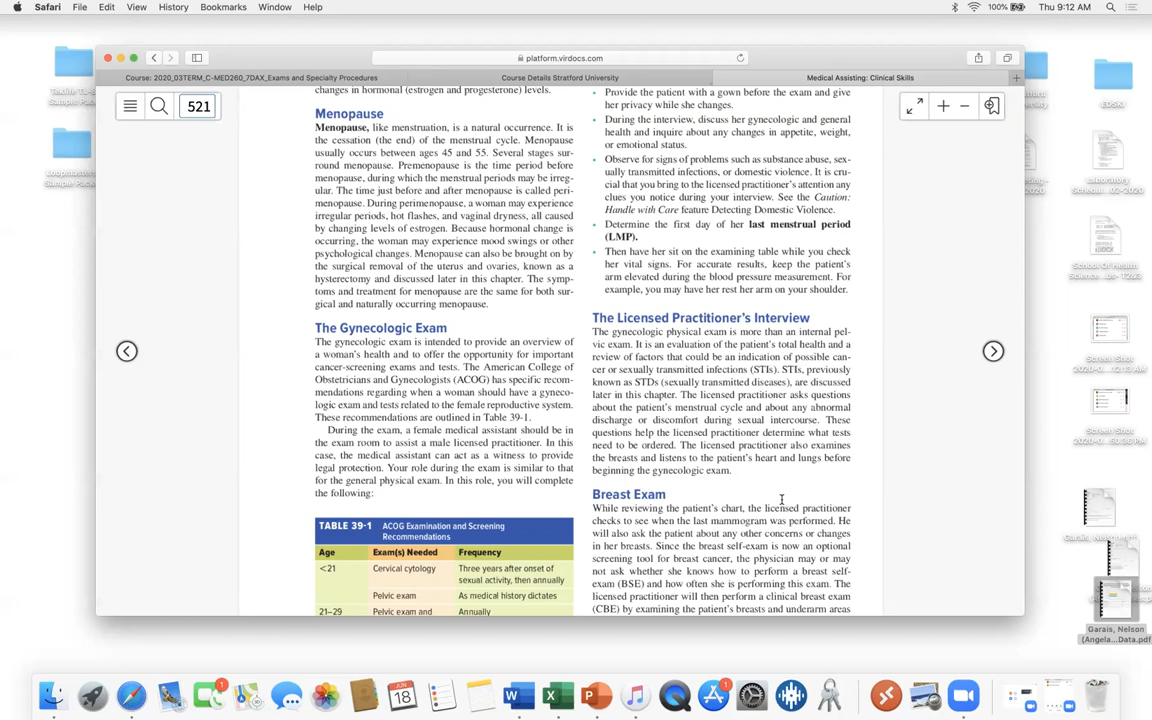 Safari File Edit View History Bookmarks Window Help
100% Thu 9:12 AM
platform.virdocs.com
Course: 2020_03TERM_C-MED260_7DAX_Exams and Specialty Procedures
Course Details Stratford University
Medical Assisting: Clinical Skills
521
changes in hormonal (estrogen and progesterone) levels.
Menopause
Menopause, like menstruation, is a natural occurrence. It is
the cessation (the end) of the menstrual cycle. Menopause
usually occurs between ages 45 and 55. Several stages sur-
round menopause. Premenopause is the time period before
menopause, during which the menstrual periods may be irreg-
ular. The time just before and after menopause is called peri-
menopause. During perimenopause, a woman may experience
irregular periods, hot flashes, and vaginal dryness, all caused
by changing levels of estrogen. Because hormonal change is
occurring, the woman may experience mood swings or other
psychological changes. Menopause can also be brought on by
the surgical removal of the uterus and ovaries, known as a
hysterectomy and discussed later in this chapter. The symp-
toms and treatment for menopause are the same for both sur-
gical and naturally occurring menopause.
The Gynecologic Exam
The gynecologic exam is intended to provide an overview of
a woman's health and to offer the opportunity for important
cancer-screening exams and tests. The American College of
Obstetricians and Gynecologists (ACOG) has specific recom-
mendations regarding when a woman should have a gyneco-
logic exam and tests related to the female reproductive system.
These recommendations are outlined in Table 39-1.
During the exam, a female medical assistant should be in
the exam room to assist a male licensed practitioner. In this
case, the medical assistant can act as a witness to provide
legal protection. Your role during the exam is similar to that
for the general physical exam. In this role, you will complete
the following:
TABLE 39-1 ACOG Examination and Screening
Recommendations
Age Exam(s) Needed Frequency
<21 Cervical cytology Three years after onset of
sexual activity, then annually
Pelvic exam As medical history dictates
21–29 Pelvic exam and Annually
• Provide the patient with a gown before the exam and give
her privacy while she changes.
• During the interview, discuss her gynecologic and general
health and inquire about any changes in appetite, weight,
or emotional status.
• Observe for signs of problems such as substance abuse, sex-
ually transmitted infections, or domestic violence. It is cru-
cial that you bring to the licensed practitioner's attention any
clues you notice during your interview. See the Caution:
Handle with Care feature Detecting Domestic Violence.
• Determine the first day of her last menstrual period
(LMP).
• Then have her sit on the examining table while you check
her vital signs. For accurate results, keep the patient's
arm elevated during the blood pressure measurement. For
example, you may have her rest her arm on your shoulder.
The Licensed Practitioner's Interview
The gynecologic physical exam is more than an internal pel-
vic exam. It is an evaluation of the patient's total health and a
review of factors that could be an indication of possible can-
cer or sexually transmitted infections (STIs). STIs, previously
known as STDs (sexually transmitted diseases), are discussed
later in this chapter. The licensed practitioner asks questions
about the patient's menstrual cycle and about any abnormal
discharge or discomfort during sexual intercourse. These
questions help the licensed practitioner determine what tests
need to be ordered. The licensed practitioner also examines
the breasts and listens to the patient's heart and lungs before
beginning the gynecologic exam.
Breast Exam
While reviewing the patient's chart, the licensed practitioner
checks to see when the last mammogram was performed. He
will also ask the patient about any other concerns or changes
in her breasts. Since the breast self-exam is now an optional
screening tool for breast cancer, the physician may or may
not ask whether she knows how to perform a breast self-
exam (BSE) and how often she is performing this exam. The
licensed practitioner will then perform a clinical breast exam
(CBE) by examining the patient's breasts and underarm areas
EDSKI
Laboratory
School Of Health
Screen Shot
Screen Shot
Garais, Nelson
(Angela...Data.pdf
JUN
18
1
1